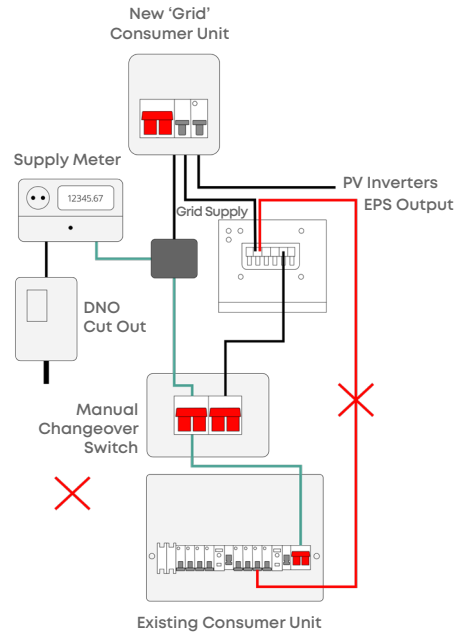 New ‘Grid’
Consumer Unit
Supply Meter
12345.67
PV Inverters
Grid Supply
EPS Output
DNO
Cut Out
Manual
Changeover
Switch
Existing Consumer Unit